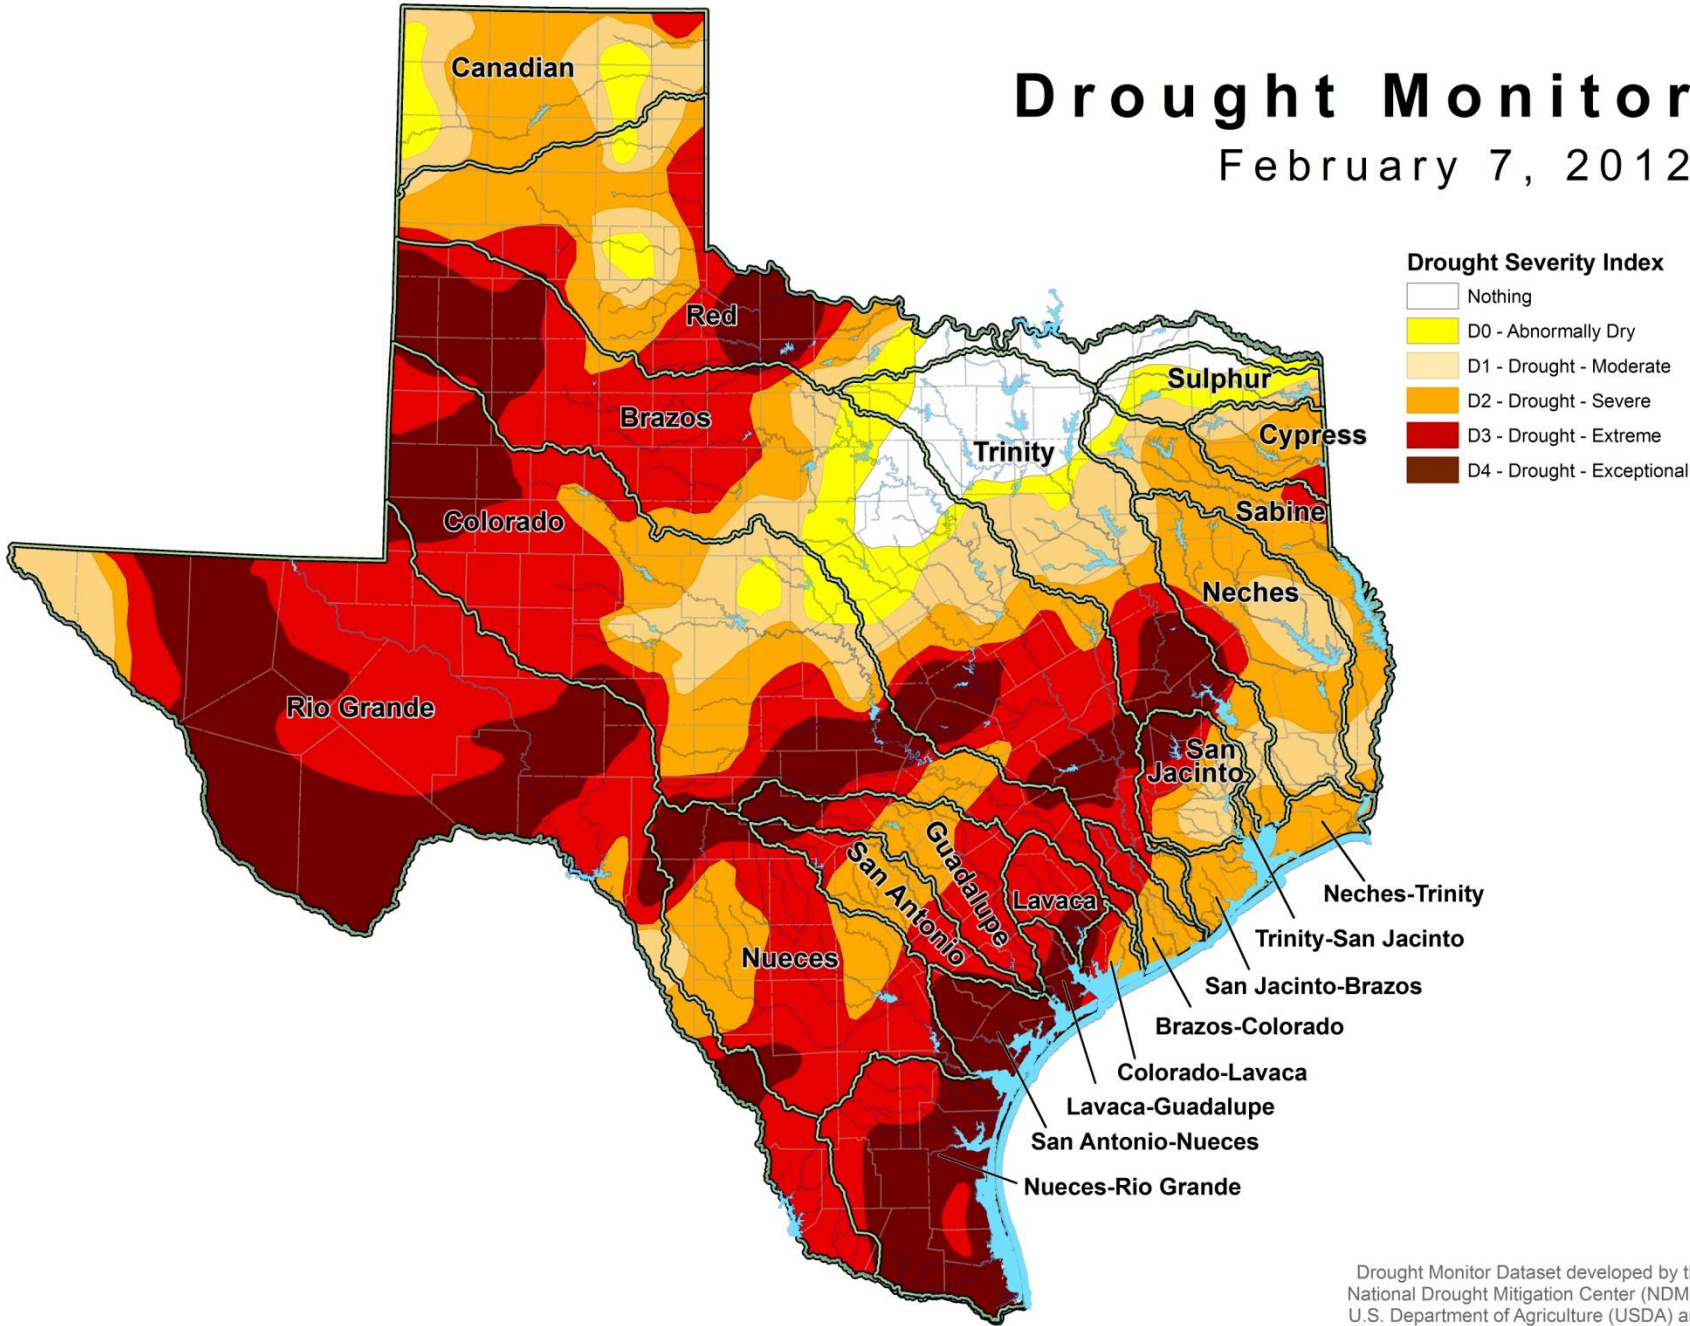 Drought Monitor
February 7, 2012
Drought Severity Index
Nothing
D0 - Abnormally Dry
D1 - Drought - Moderate
D2 - Drought - Severe
D3 - Drought - Extreme
D4 - Drought - Exceptional
Canadian
Red
Sulphur
Brazos
Cypress
Trinity
Sabine
Colorado
Neches
Rio Grande
San
Jacinto
Guadalupe
San Antonio
Lavaca
Nueces
Neches-Trinity
Trinity-San Jacinto
San Jacinto-Brazos
Brazos-Colorado
Colorado-Lavaca
Lavaca-Guadalupe
San Antonio-Nueces
Nueces-Rio Grande
Drought Monitor Dataset developed by
National Drought Mitigation Center (NDM
U.S. Department of Agriculture (USDA)